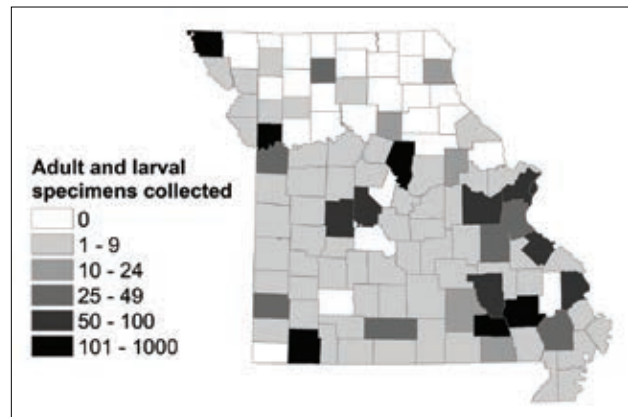 Adult and larval
specimens collected
0
1 - 9
10 - 24
25 - 49
50 - 100
101 - 1000